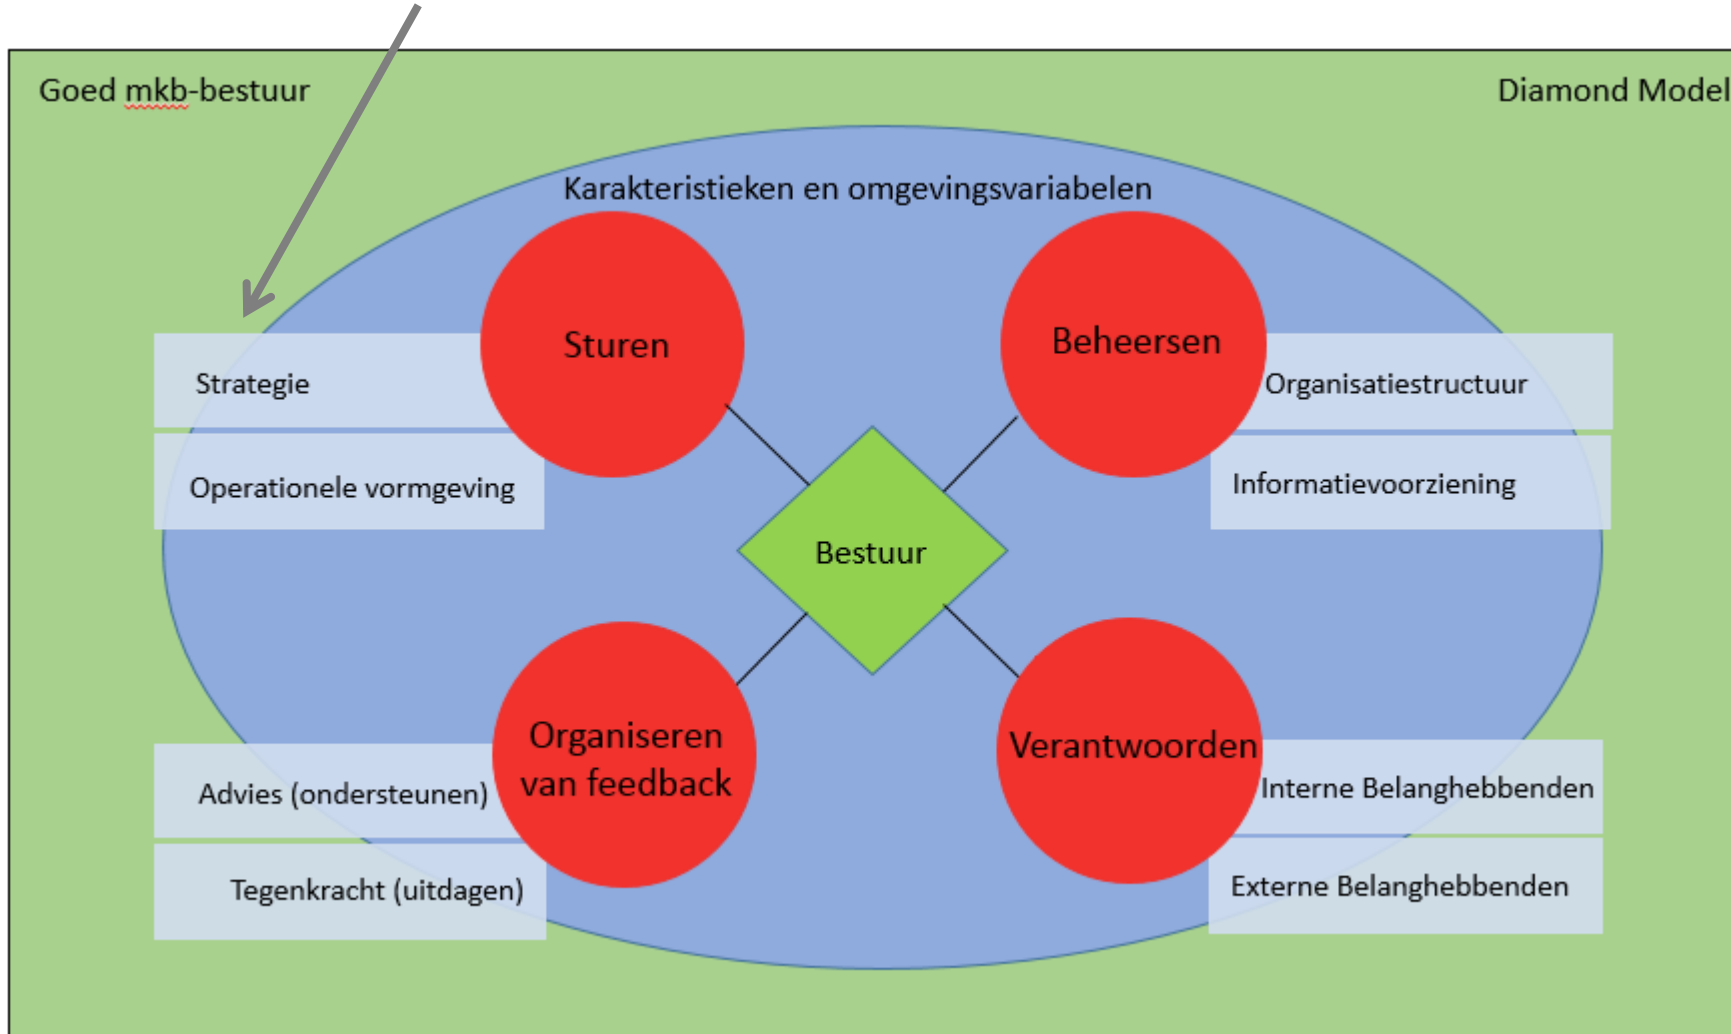 Goed mkb-bestuur
Diamond Model
Karakteristieken en omgevingsvariabelen
Sturen
Beheersen
Strategie
Organisatiestructuur
Operationele vormgeving
Informatievoorziening
Bestuur
Organiseren
van feedback
Verantwoorden
Advies (ondersteunen)
Interne Belanghebbenden
Tegenkracht (uitdagen)
Externe Belanghebbenden